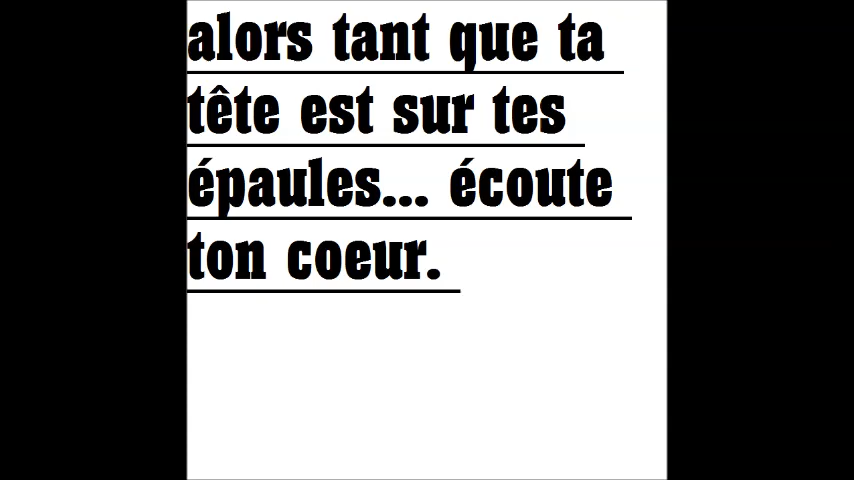 alors tant que ta
tête est sur tes
épaules... écoute
ton coeur.